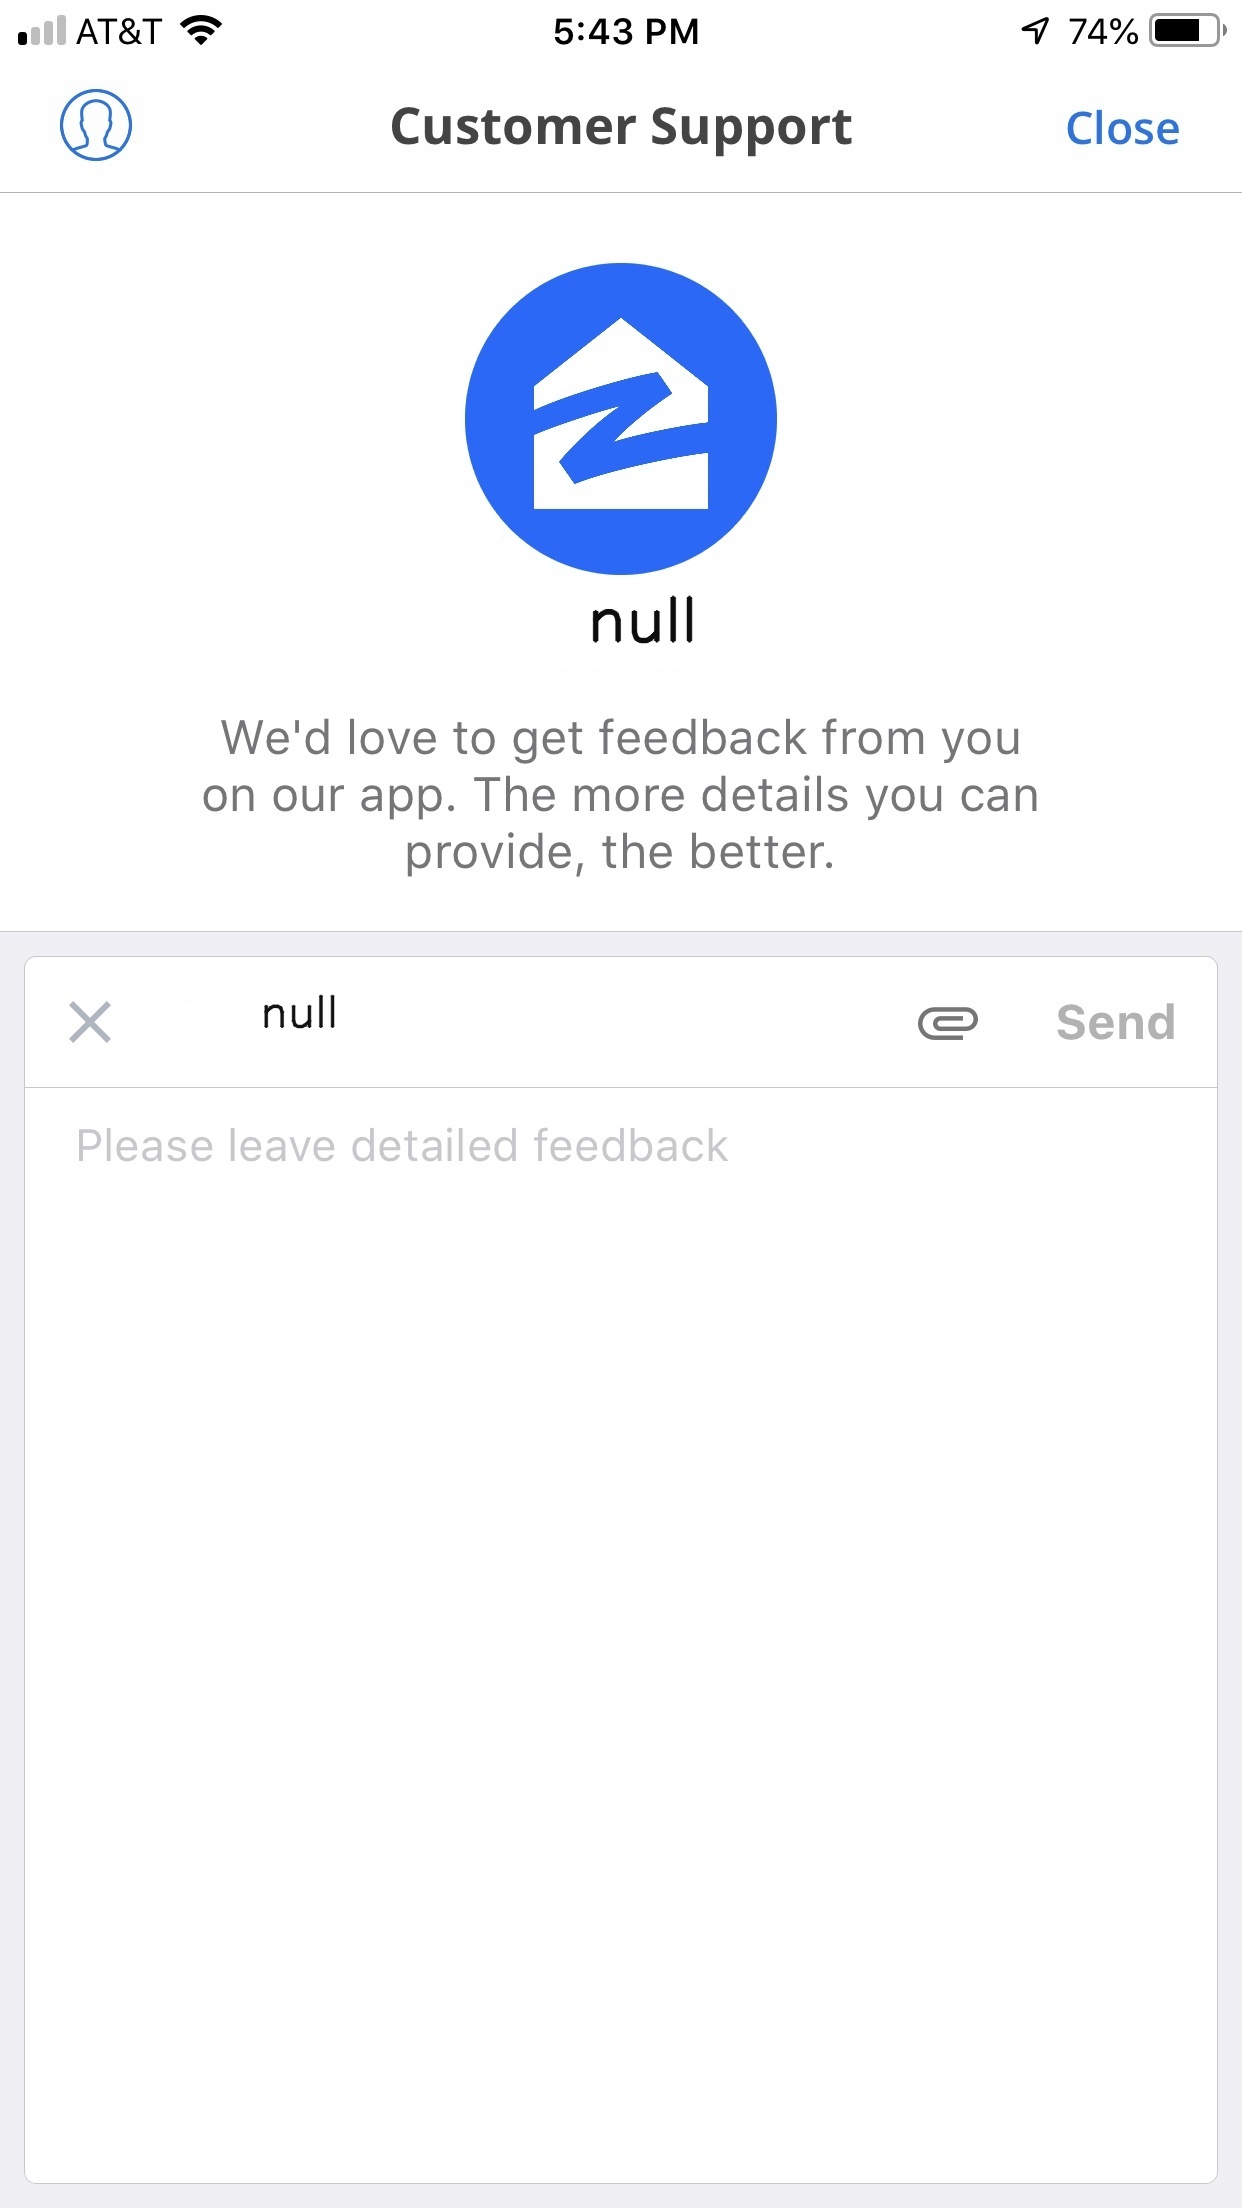 AT&T 5:43 PM 74%
Customer Support Close
null
We'd love to get feedback from you
on our app. The more details you can
provide, the better.
null Send
Please leave detailed feedback